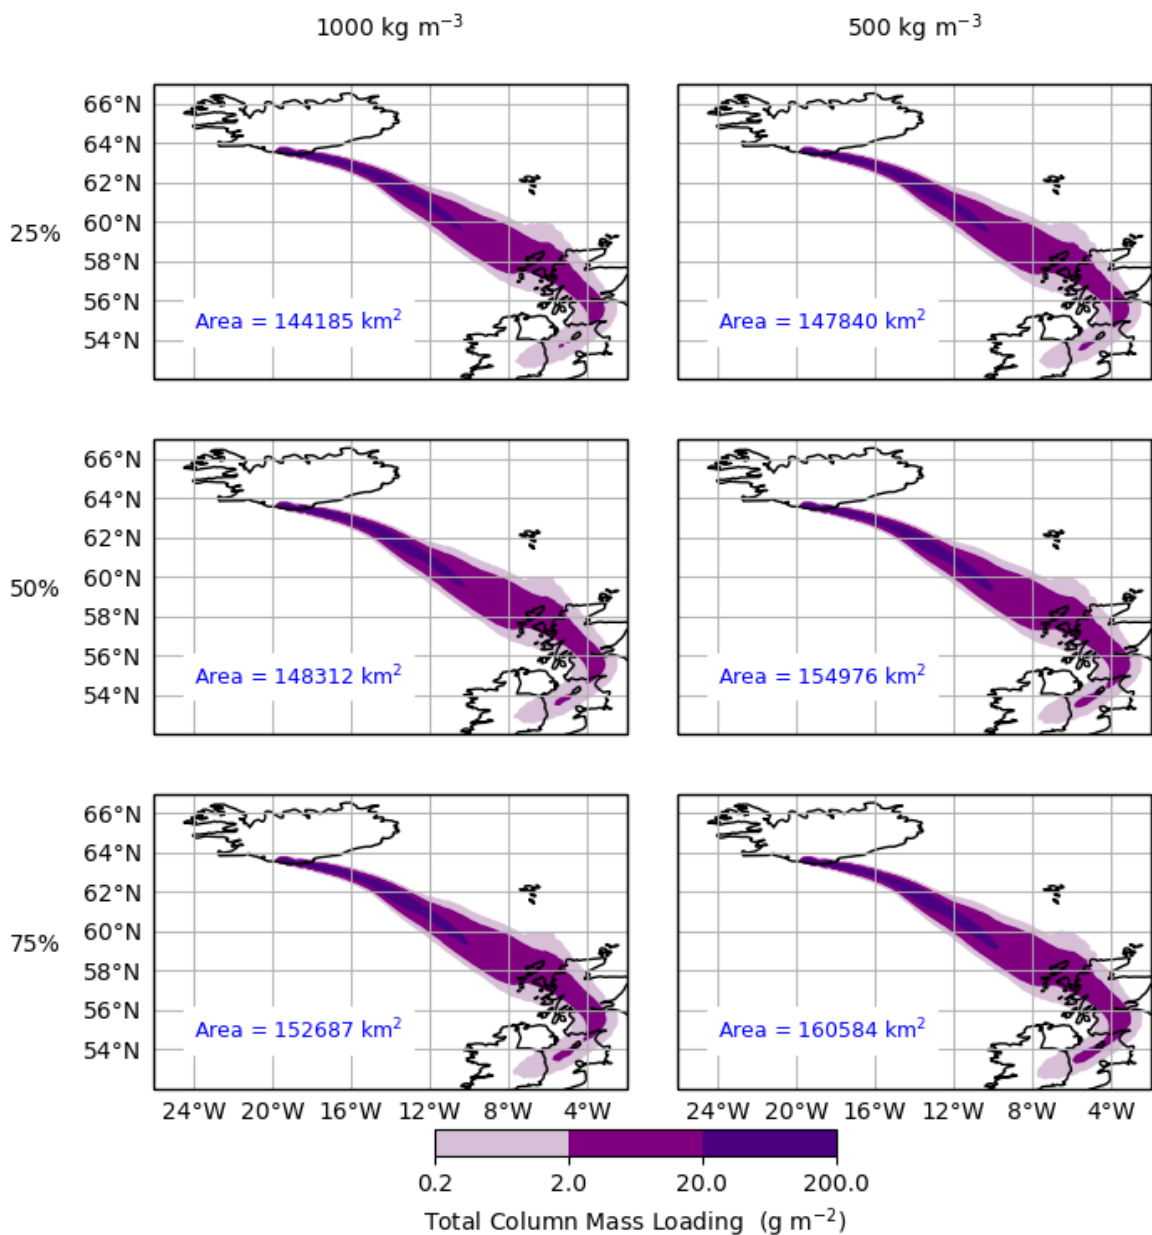 1000 kg m⁻³ 500 kg m⁻³
66°N
64°N
62°N
60°N
25%
58°N
56°N
Area = 144185 km² Area = 147840 km²
54°N
66°N
64°N
62°N
60°N
50%
58°N
56°N
Area = 148312 km² Area = 154976 km²
54°N
66°N
64°N
62°N
60°N
75%
58°N
56°N
Area = 152687 km² Area = 160584 km²
54°N
24°W 20°W 16°W 12°W 8°W 4°W 24°W 20°W 16°W 12°W 8°W 4°W
0.2 2.0 20.0 200.0
Total Column Mass Loading (g m⁻²)